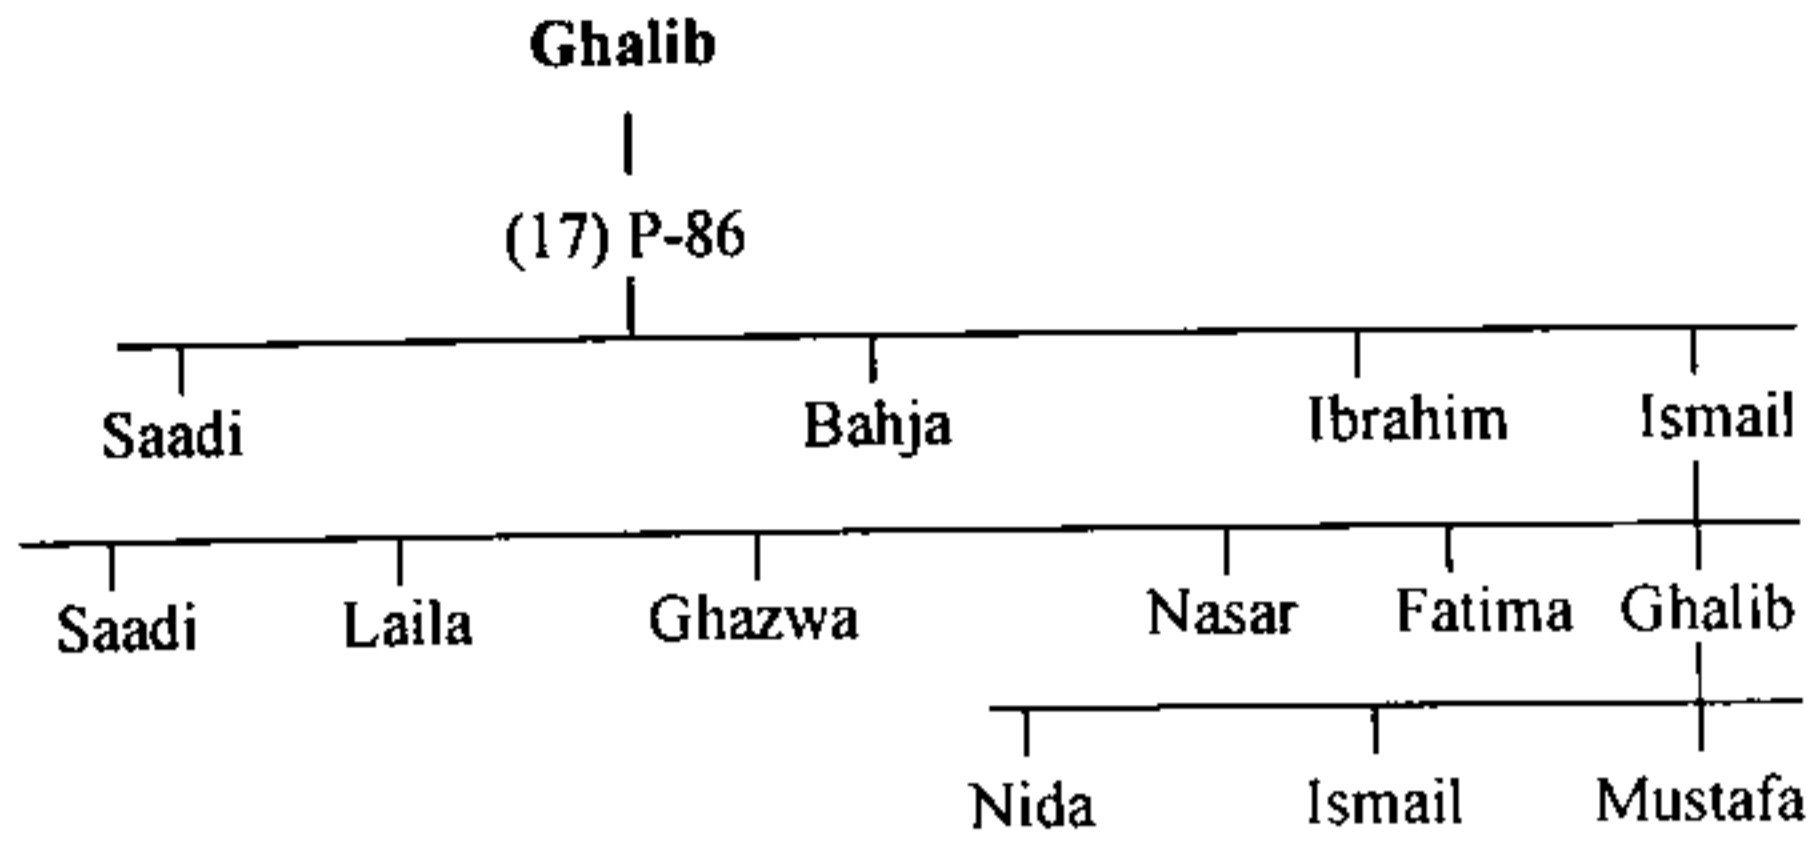 Ghalib
(17) P-86
Saadi Bahja Ibrahim Ismail
Saadi Laila Ghazwa Nasar Fatima Ghalib
Nida Ismail Mustafa